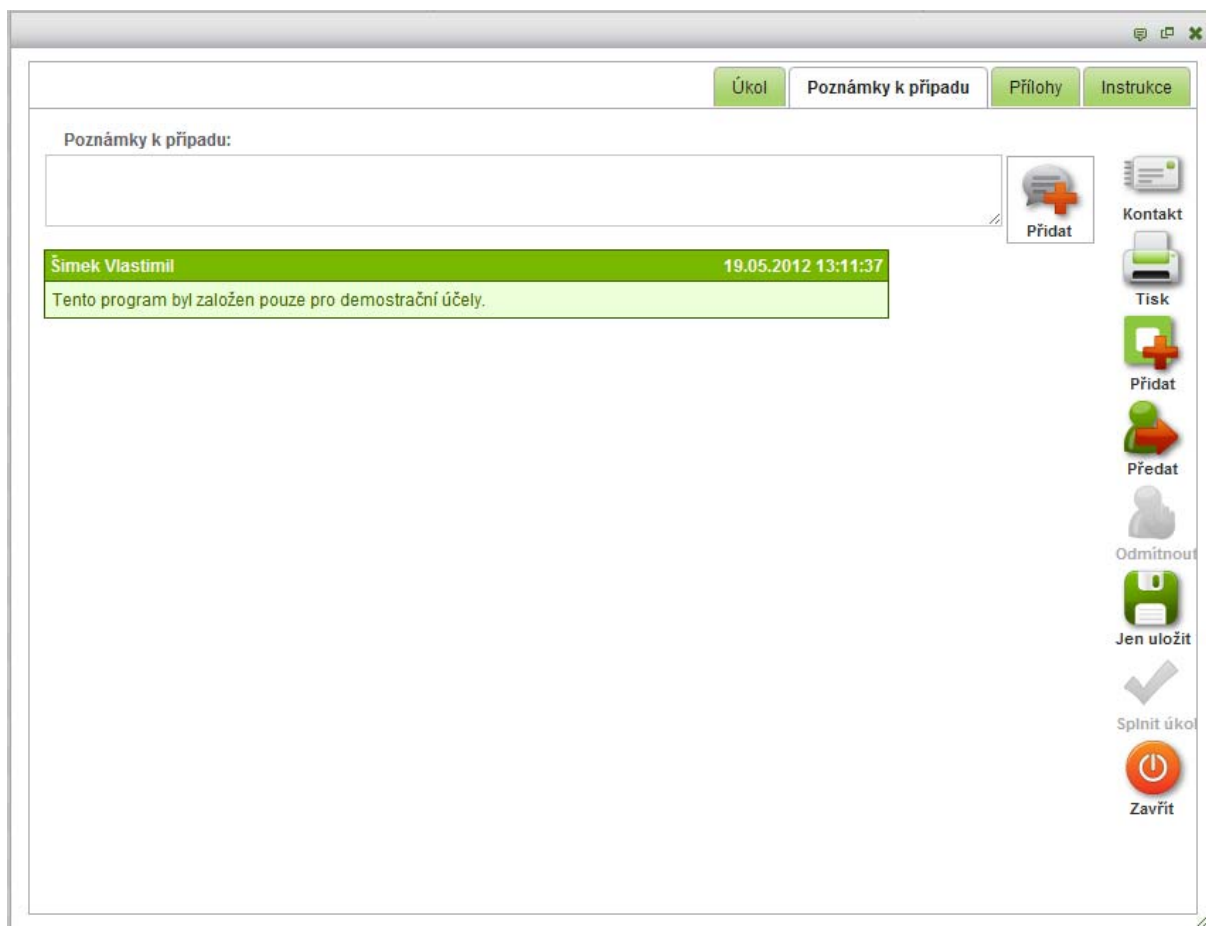 Úkol Poznámky k případu Přílohy Instrukce
Poznámky k případu:
Přidat
Šimek Vlastimil 19.05.2012 13:11:37
Tento program byl založen pouze pro demostrační účely.
Kontakt
Tisk
Přidat
Předat
Odmítnout
Jen uložit
Splnit úkol
Zavřít